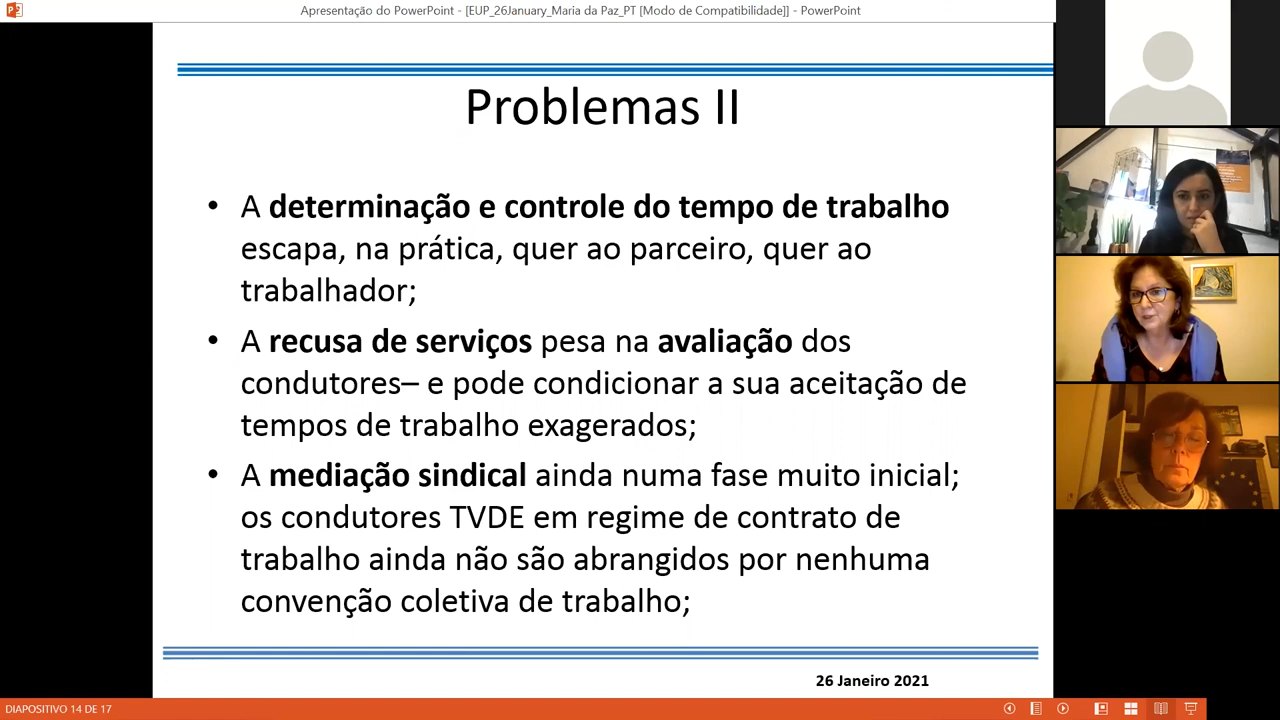 Apresentação do PowerPoint - [EUP_26January_Maria da Paz_PT [Modo de Compatibilidade]] - PowerPoint
Problemas II
• A determinação e controle do tempo de trabalho
escapa, na prática, quer ao parceiro, quer ao
trabalhador;
• A recusa de serviços pesa na avaliação dos
condutores– e pode condicionar a sua aceitação de
tempos de trabalho exagerados;
• A mediação sindical ainda numa fase muito inicial;
os condutores TVDE em regime de contrato de
trabalho ainda não são abrangidos por nenhuma
convenção coletiva de trabalho;
26 Janeiro 2021
DIAPOSITIVO 14 DE 17